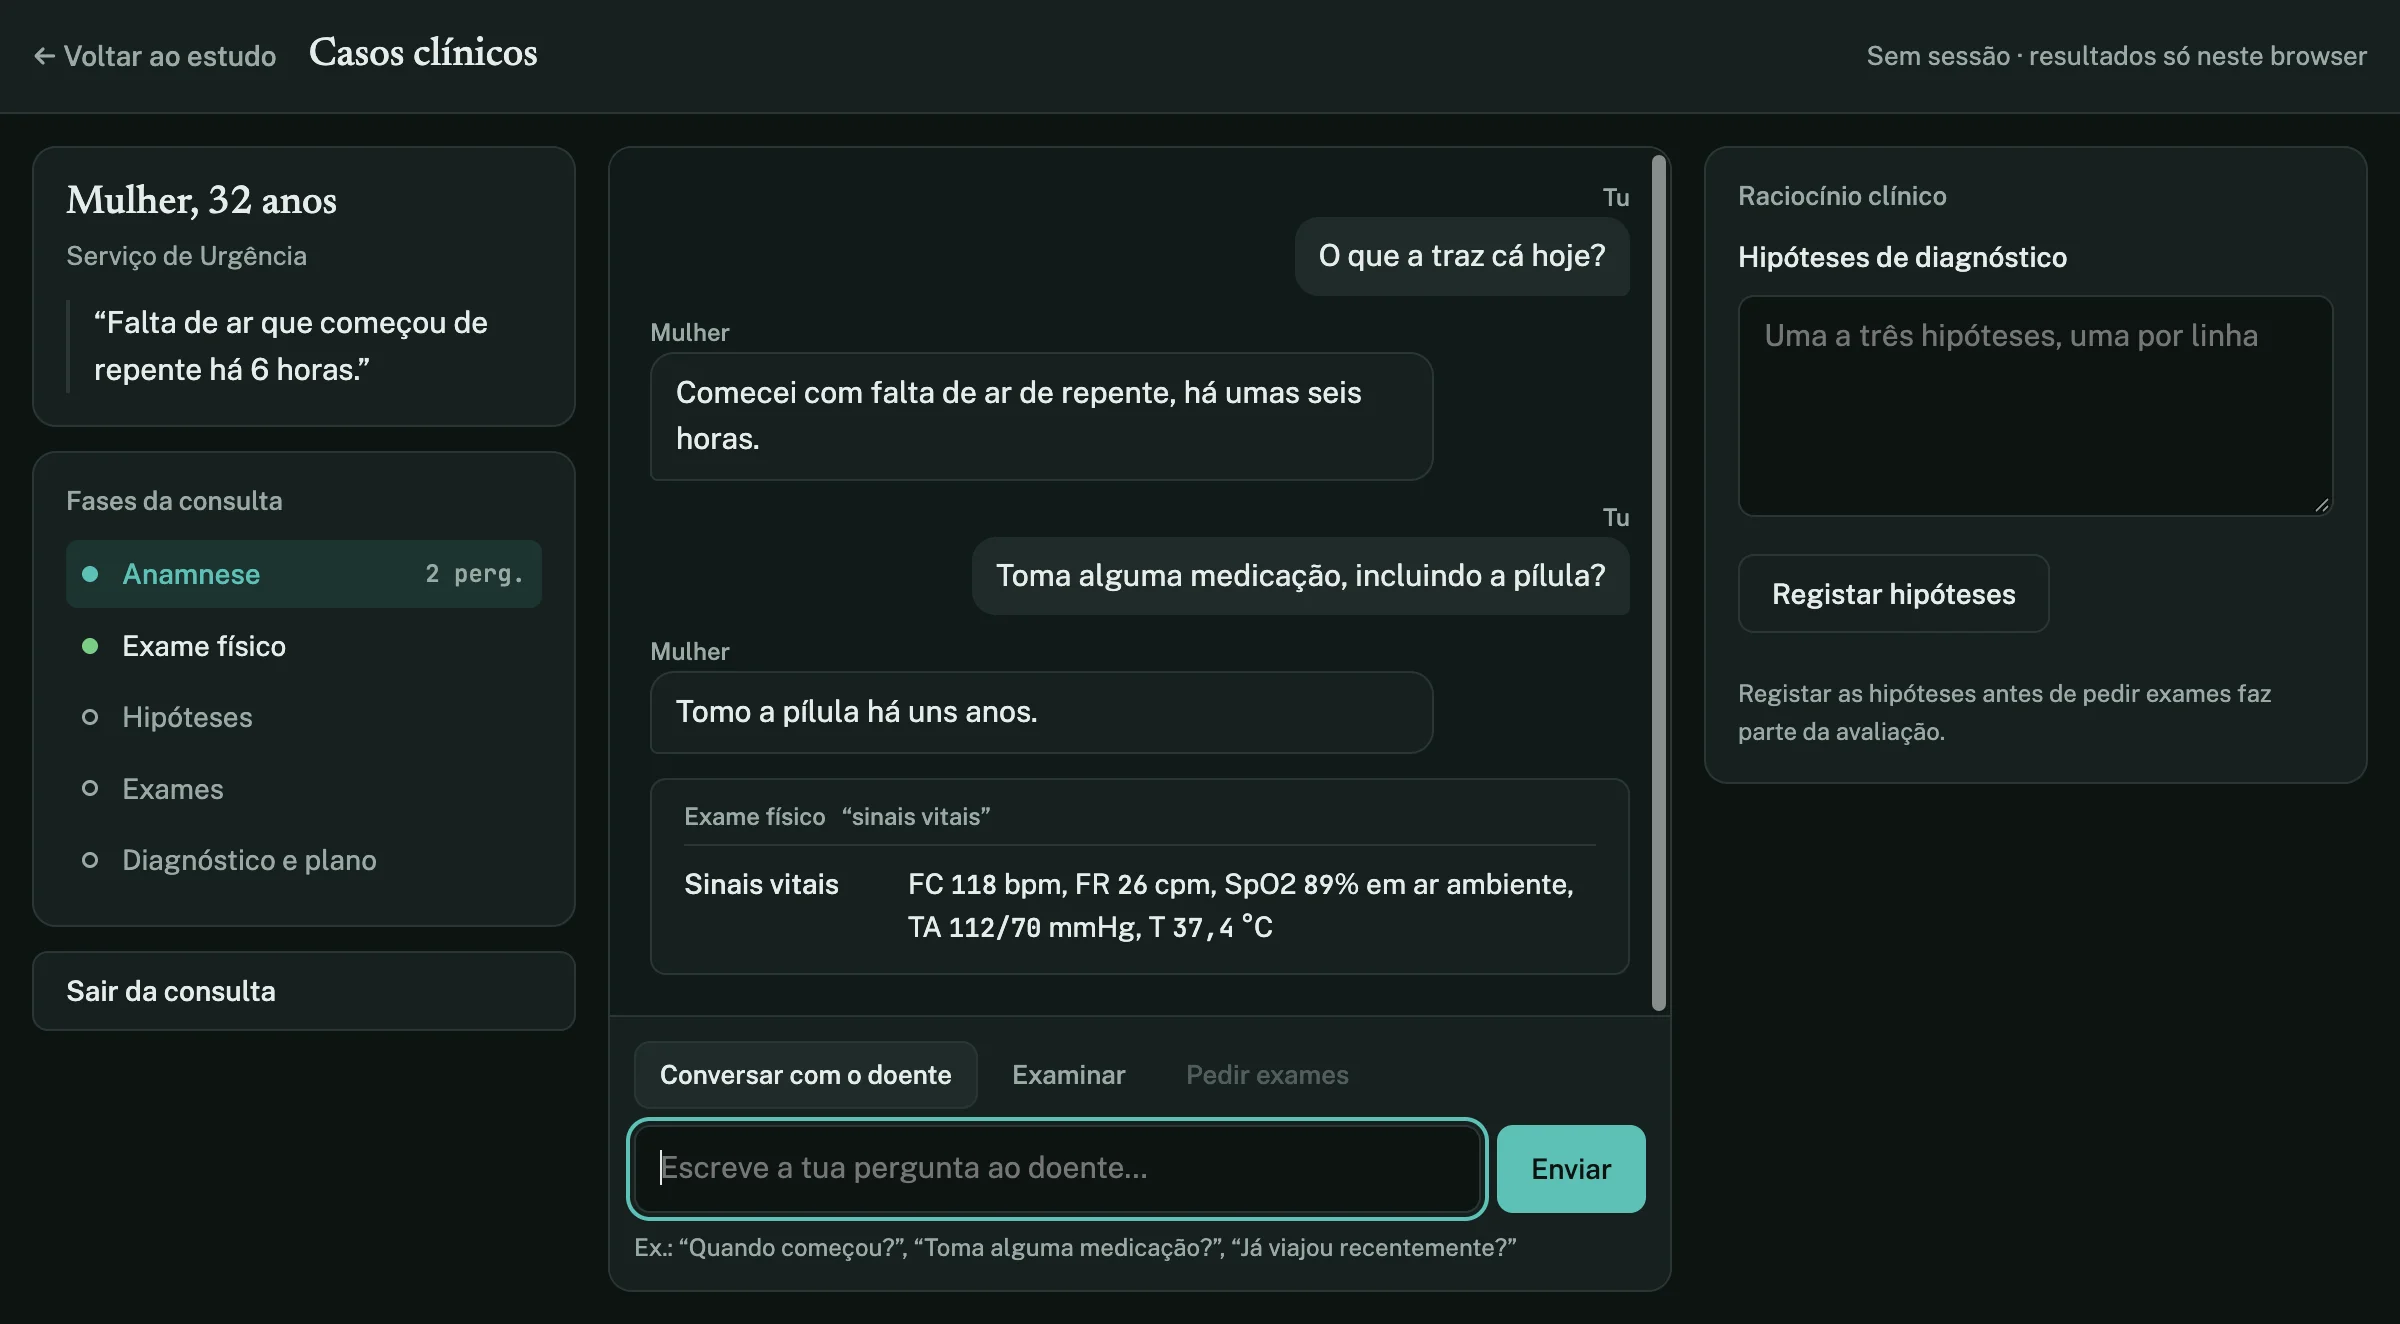 ← Voltar ao estudo
Casos clínicos
Sem sessão · resultados só neste browser
Mulher, 32 anos
Serviço de Urgência
“Falta de ar que começou de
repente há 6 horas.”
Fases da consulta
Anamnese 2 perg.
Exame físico
Hipóteses
Exames
Diagnóstico e plano
Sair da consulta
Tu
O que a traz cá hoje?
Mulher
Comecei com falta de ar de repente, há umas seis
horas.
Tu
Toma alguma medicação, incluindo a pílula?
Mulher
Tomo a pílula há uns anos.
Exame físico “sinais vitais”
Sinais vitais FC 118 bpm, FR 26 cpm, SpO2 89% em ar ambiente,
TA 112/70 mmHg, T 37,4 °C
Conversar com o doente
Examinar
Pedir exames
Escreve a tua pergunta ao doente...
Enviar
Ex.: “Quando começou?”, “Toma alguma medicação?”, “Já viajou recentemente?”
Raciocínio clínico
Hipóteses de diagnóstico
Uma a três hipóteses, uma por linha
Registar hipóteses
Registar as hipóteses antes de pedir exames faz
parte da avaliação.